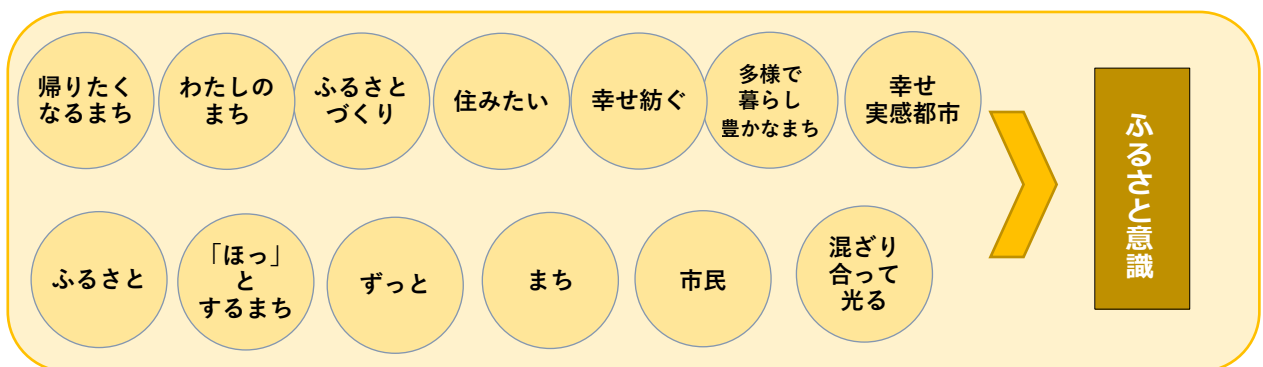 帰りたく
なるまち
わたしの
まち
ふるさと
づくり
住みたい
幸せ紡ぐ
多様で
暮らし
豊かなまち
幸せ
実感都市
ふるさと
「ほっ」
と
するまち
ずっと
まち
市民
混ざり
合って
光る
ふるさと意識